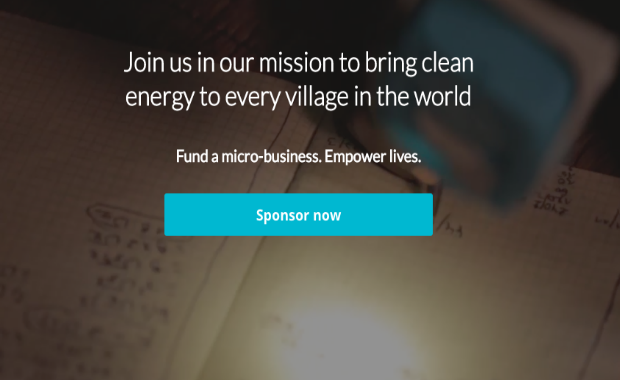 Join us in our mission to bring clean
energy to every village in the world
Fund a micro-business. Empower lives.
Sponsor now